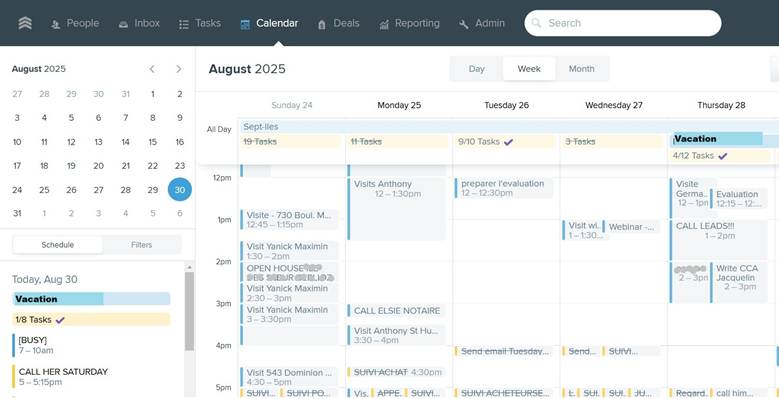 People
Inbox
Tasks
Calendar
Deals
Reporting
Admin
Search
August 2025
27 28 29 30 31 1 2
3 4 5 6 7 8 9
10 11 12 13 14 15 16
17 18 19 20 21 22 23
24 25 26 27 28 29 30
31 1 2 3 4 5 6
Schedule
Filters
Today, Aug 30
Vacation
1/8 Tasks
[BUSY]
7 – 10am
CALL HER SATURDAY
5 – 5:15pm
August 2025
Day
Week
Month
Sunday 24
Monday 25
Tuesday 26
Wednesday 27
Thursday 28
All Day
Sept-Iles
19 Tasks
11 Tasks
9/10 Tasks
3 Tasks
Vacation
4/12 Tasks
12pm
1pm
2pm
3pm
4pm
5pm
Visite - 730 Boul. M...
12:45 – 1:15pm
Visit Yanick Maximin
1:30 – 2pm
OPEN HOUSE
Visit Yanick Maximin
2:30 – 3pm
Visit Yanick Maximin
3 – 3:30pm
Visit 543 Dominion ...
4:30 – 5pm
SUIVI...
SUIVI PO...
Visits Anthony
12 – 1:30pm
CALL ELSIE NOTAIRE
Visit Anthony St Hu...
3:30 – 4pm
SUIVI ACHAT 4:30pm
Vis.
APPE..
SUIVI...
preparer l'evaluation
12 – 12:30pm
Send email Tuesday...
SUIVI ACHETEURSE...
Visit wi..
1 – 1:30...
Webinar -...
Send...
SUIVI...
E.
SUI.
SUI.
JU..
Visite
Germa...
12 – 1pm
Evaluation
12:15 – 12:...
CALL LEADS!!!
1 – 2pm
2 – 3pm
Write CCA
Jacquelin
2 – 3pm
Regard.
call him...